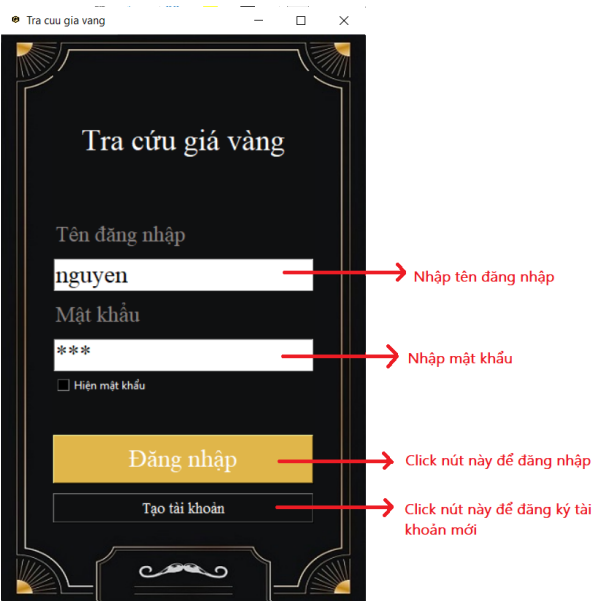 Tra cuu gia vang
Tra cứu giá vàng
Tên đăng nhập
nguyen
Nhập tên đăng nhập
Mật khẩu
***
Nhập mật khẩu
Hiện mật khẩu
Đăng nhập
Click nút này để đăng nhập
Tạo tài khoản
Click nút này để đăng ký tài
khoản mới